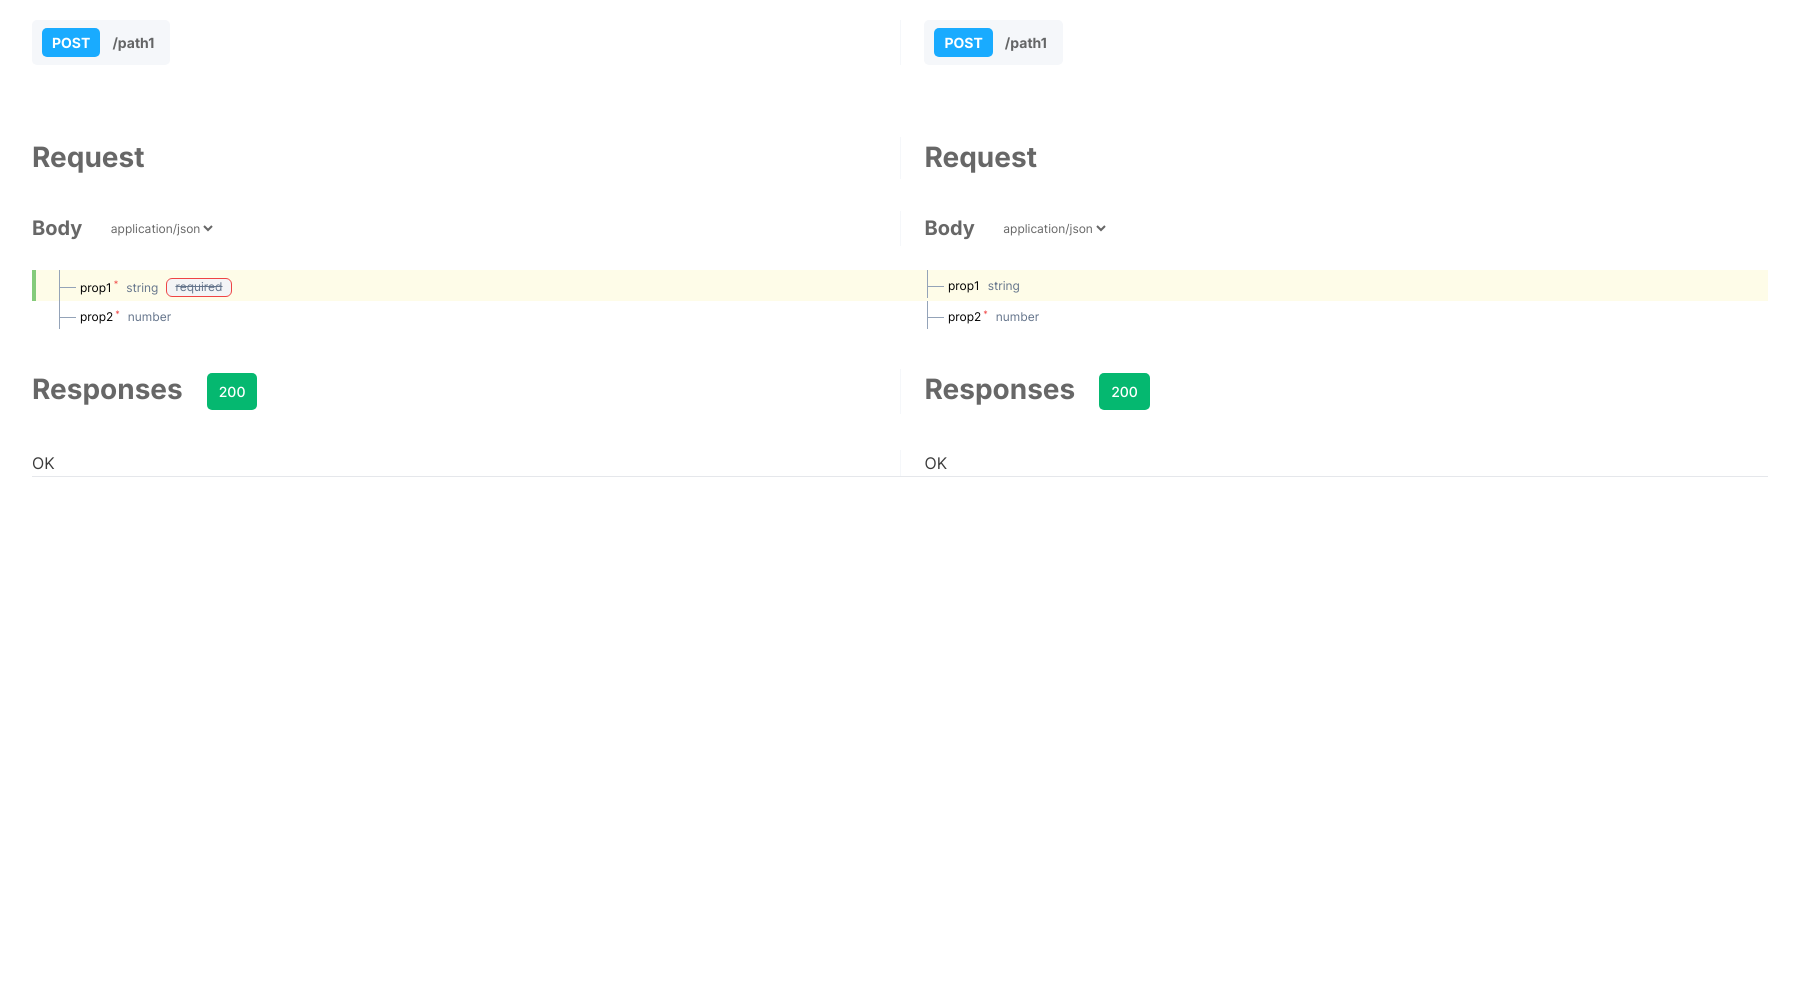 POST /path1
Request
Body application/json
prop1* string required
prop2* number
Responses 200
OK
POST /path1
Request
Body application/json
prop1 string
prop2* number
Responses 200
OK